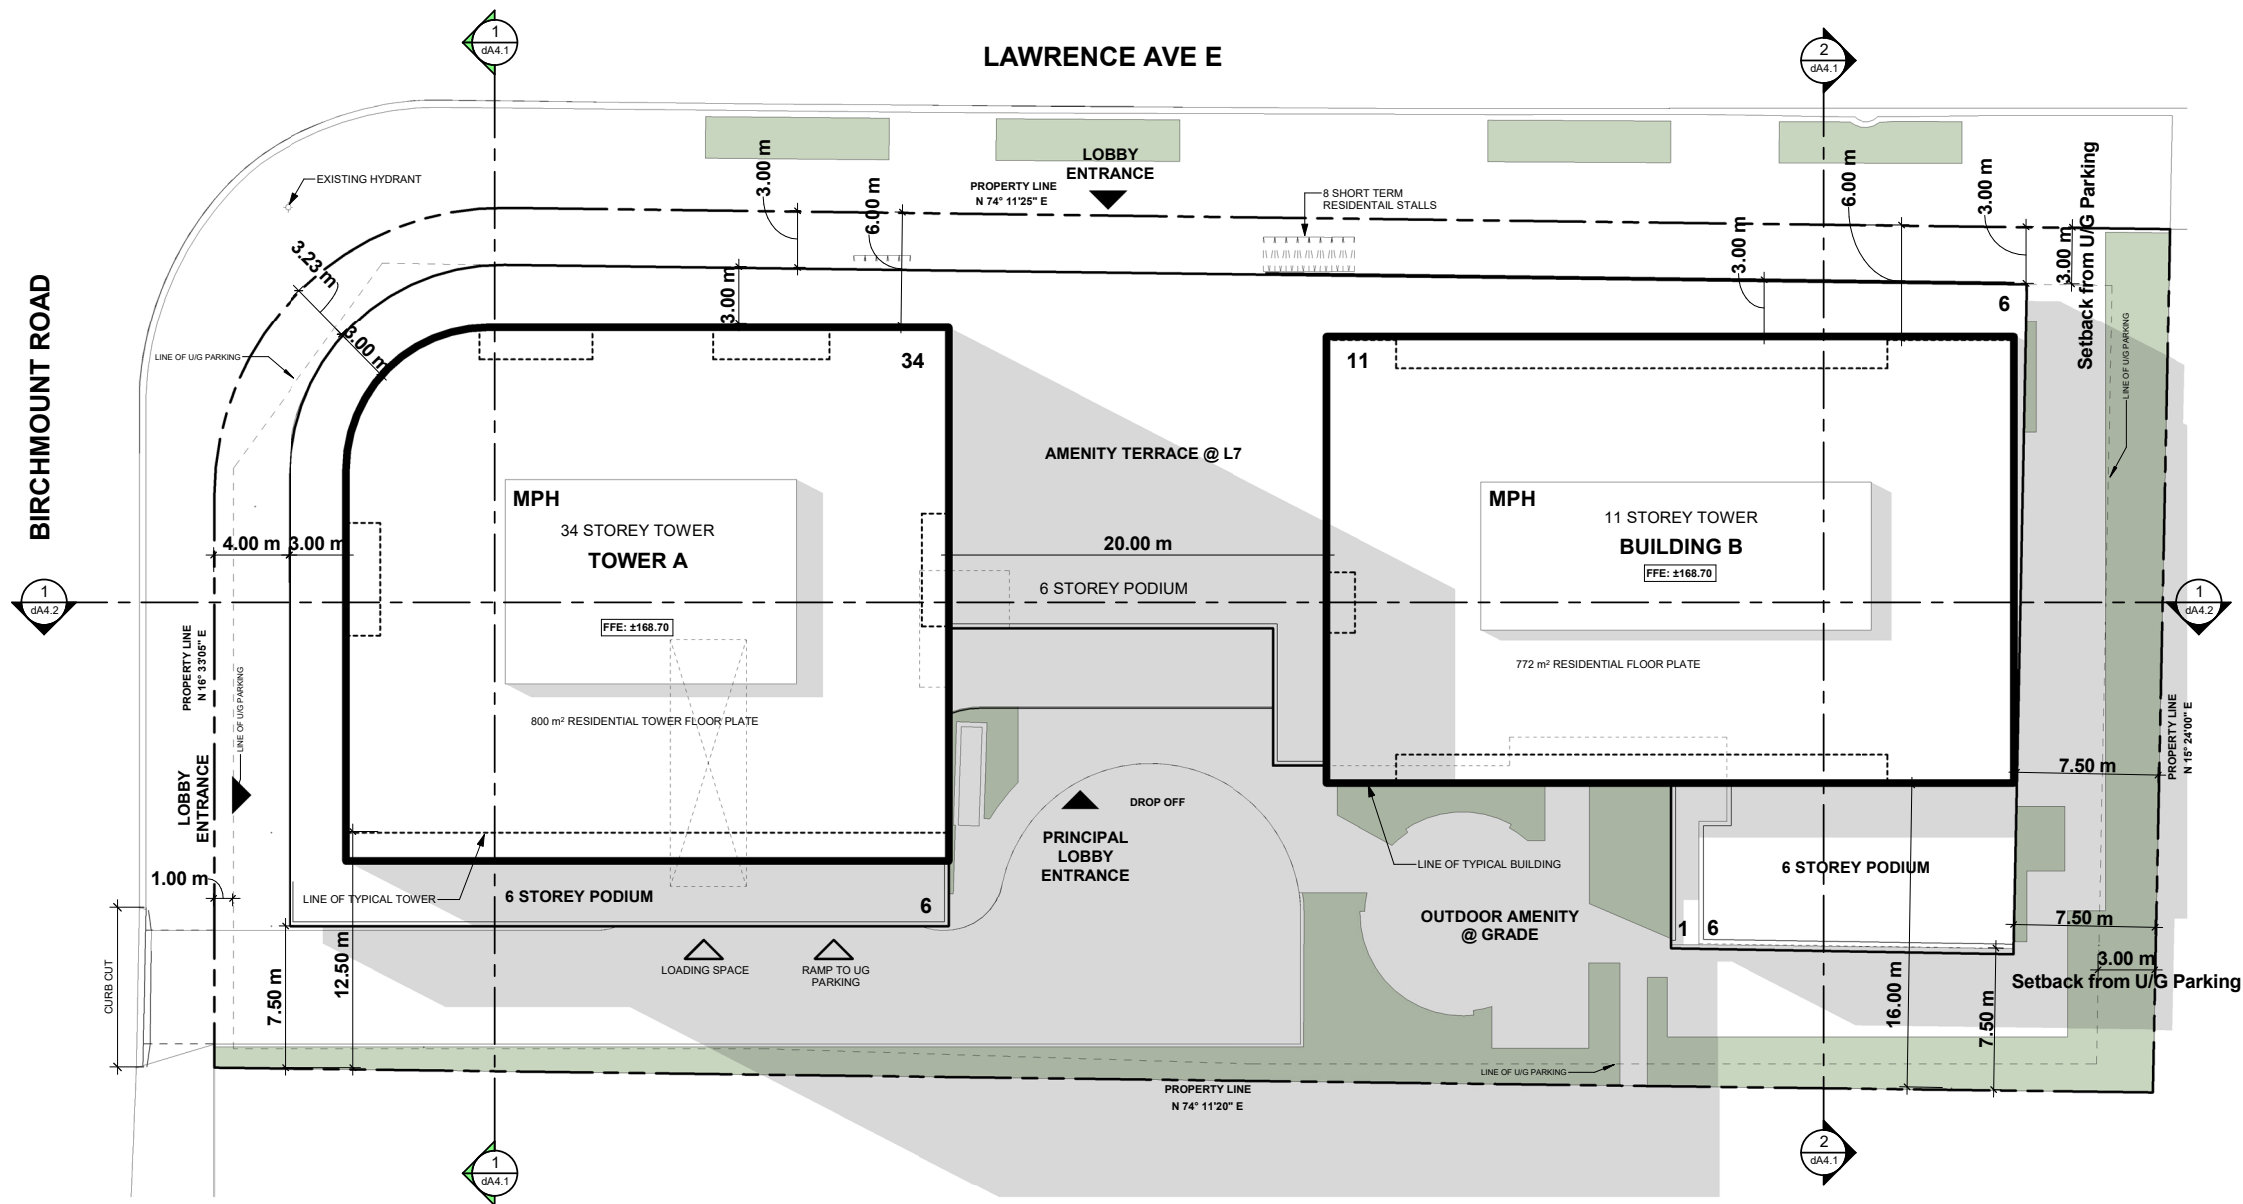 1
dA4.1
LAWRENCE AVE E
2
dA4.1
BIRCHMOUNT ROAD
EXISTING HYDRANT
3.00 m
6.00 m
PROPERTY LINE
N 74° 11'25" E
LOBBY
ENTRANCE
8 SHORT TERM
RESIDENTAIL STALLS
6.00 m
3.00 m
3.00 m
Setback from U/G Parking
3.23 m
3.00 m
3.00 m
3.00 m
6
LINE OF U/G PARKING
LINE OF U/G PARKING
34
11
AMENITY TERRACE @ L7
MPH
34 STOREY TOWER
TOWER A
FFE: ±168.70
800 m² RESIDENTIAL TOWER FLOOR PLATE
4.00 m
3.00 m
20.00 m
6 STOREY PODIUM
MPH
11 STOREY TOWER
BUILDING B
FFE: ±168.70
772 m² RESIDENTIAL FLOOR PLATE
1
dA4.2
1
dA4.2
PROPERTY LINE
N 16° 33'05" E
LINE OF U/G PARKING
PROPERTY LINE
N 15° 24'00" E
LOBBY
ENTRANCE
7.50 m
DROP OFF
PRINCIPAL
LOBBY
ENTRANCE
LINE OF TYPICAL BUILDING
6 STOREY PODIUM
1.00 m
LINE OF TYPICAL TOWER
6 STOREY PODIUM
6
OUTDOOR AMENITY
@ GRADE
1
6
7.50 m
CURB CUT
7.50 m
12.50 m
LOADING SPACE
RAMP TO UG
PARKING
16.00 m
7.50 m
3.00 m
Setback from U/G Parking
LINE OF U/G PARKING
PROPERTY LINE
N 74° 11'20" E
1
dA4.1
2
dA4.1